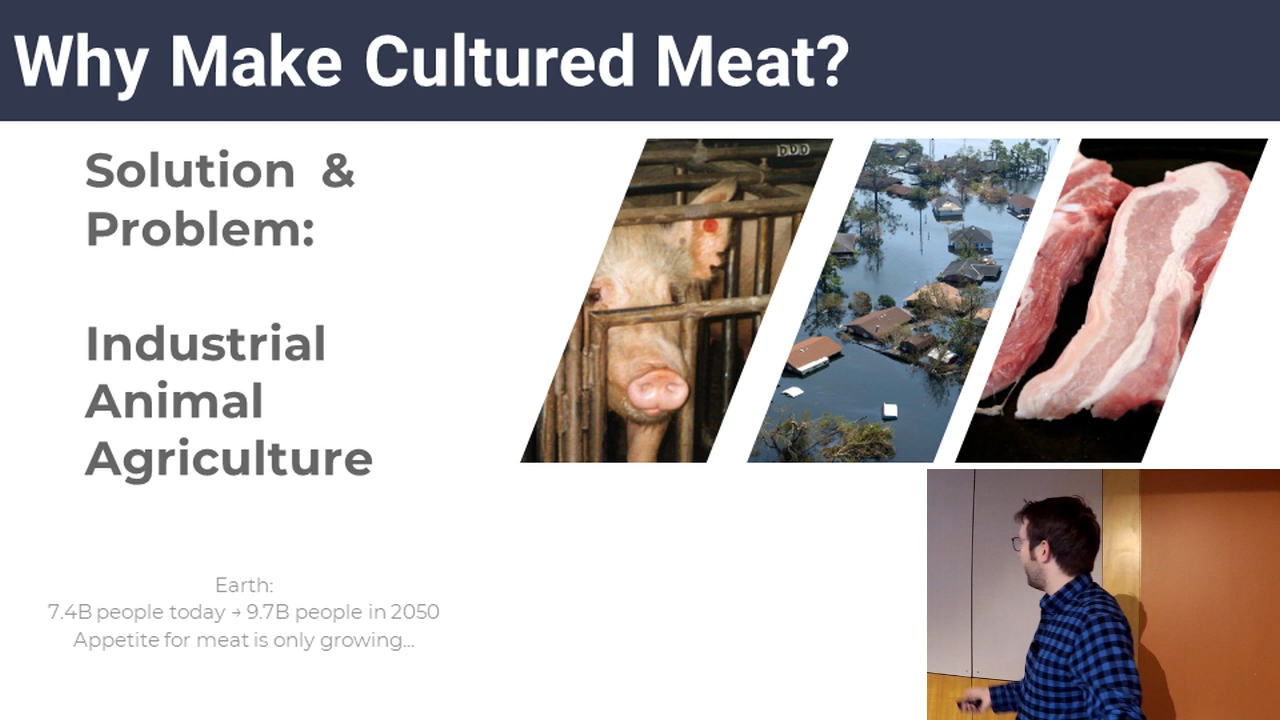 Why Make Cultured Meat?
Solution &
Problem:
Industrial
Animal
Agriculture
Earth:
7.4B people today → 9.7B people in 2050
Appetite for meat is only growing...